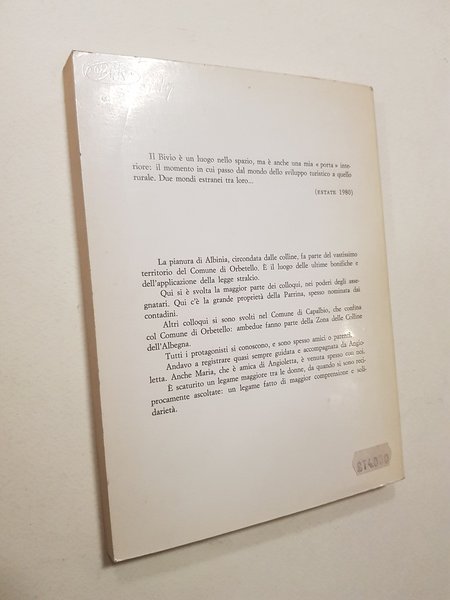 Il Bivio è un luogo nello spazio, ma è anche una mia « porta » inte-
riore: il momento in cui passo dal mondo dello sviluppo turistico a quello
rurale. Due mondi estranei tra loro...
(ESTATE 1980)
La pianura di Albinia, circondata dalle colline, fa parte del vastissimo
territorio del Comune di Orbetello. È il luogo delle ultime bonifiche e
dell'applicazione della legge stralcio.
Qui si è svolta la maggior parte dei colloqui, nei poderi degli asse-
gnatari. Qui c'è la grande proprietà della Parrina, spesso nominata dai
contadini.
Altri colloqui si sono svolti nel Comune di Capalbio, che confina
col Comune di Orbetello: ambedue fanno parte della Zona delle Colline
dell'Albegna.
Tutti i protagonisti si conoscono, e sono spesso amici o parenti.
Andavo a registrare quasi sempre guidata e accompagnata da Angio-
letta. Anche Maria, che è amica di Angioletta, è venuta spesso con noi.
È scaturito un legame maggiore tra le donne, da quando si sono reci-
procamente ascoltate: un legame fatto di maggior comprensione e soli-
darietà.